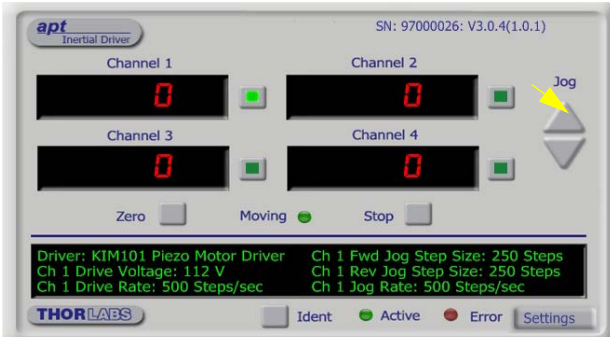 apt
Inertial Driver
SN: 97000026: V3.0.4(1.0.1)
Channel 1
Channel 2
Jog
0
0
Channel 3
Channel 4
0
0
Zero
Moving
Stop
Driver: KIM101 Piezo Motor Driver
Ch 1 Drive Voltage: 112 V
Ch 1 Drive Rate: 500 Steps/sec
Ch 1 Fwd Jog Step Size: 250 Steps
Ch 1 Rev Jog Step Size: 250 Steps
Ch 1 Jog Rate: 500 Steps/sec
THORLABS
Ident
Active
Error
Settings